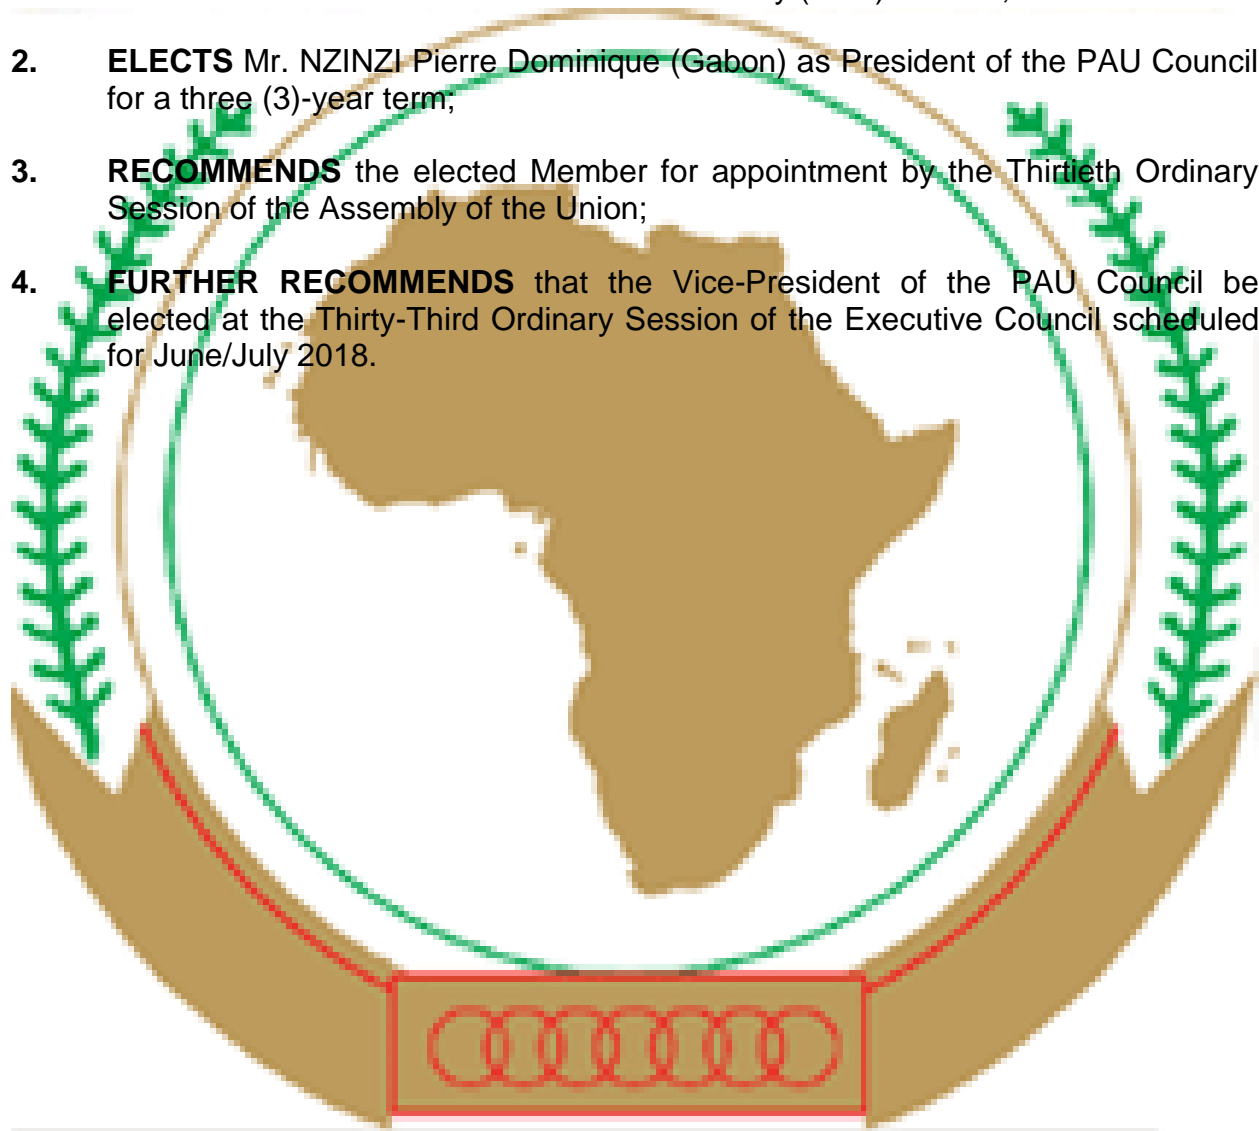 2. ELECTS Mr. NZINZI Pierre Dominique (Gabon) as President of the PAU Council
for a three (3)-year term;
3. RECOMMENDS the elected Member for appointment by the Thirtieth Ordinary
Session of the Assembly of the Union;
4. FURTHER RECOMMENDS that the Vice-President of the PAU Council be
elected at the Thirty-Third Ordinary Session of the Executive Council scheduled
for June/July 2018.